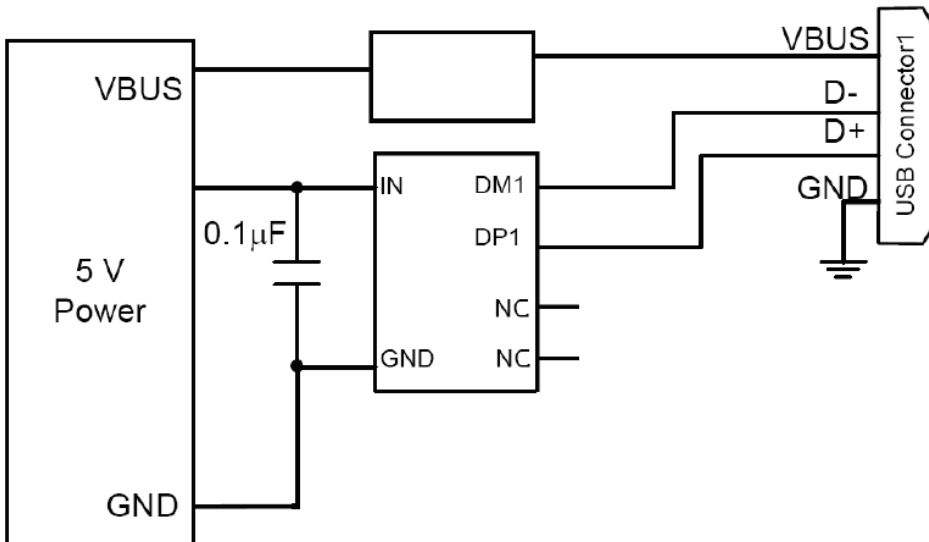 VBUS
VBUS
D-
D+
GND
USB Connector1
IN
DM1
0.1μF
DP1
5 V
Power
NC
GND
NC
GND